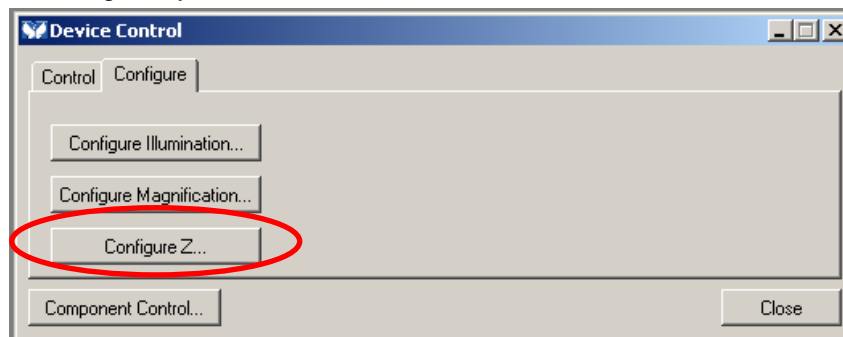 Device Control
Control Configure
Configure Illumination...
Configure Magnification...
Configure Z...
Component Control... Close